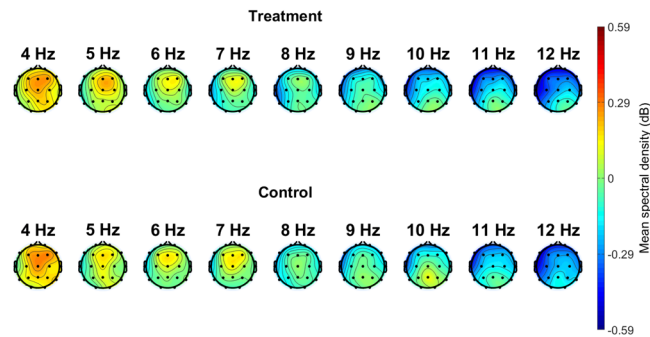 Treatment
4 Hz 5 Hz 6 Hz 7 Hz 8 Hz 9 Hz 10 Hz 11 Hz 12 Hz
Control
4 Hz 5 Hz 6 Hz 7 Hz 8 Hz 9 Hz 10 Hz 11 Hz 12 Hz
0.59
0.29
0
-0.29
-0.59
Mean spectral density (dB)